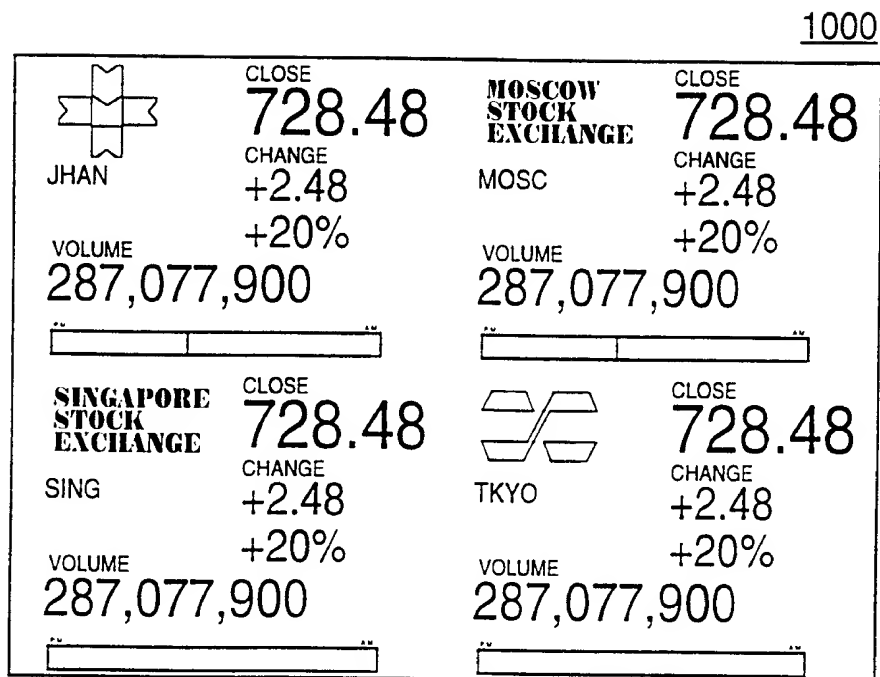 1000
CLOSE
728.48
JHAN
CHANGE
+2.48
+20%
VOLUME
287,077,900
MOSCOW
STOCK
EXCHANGE
CLOSE
728.48
MOSC
CHANGE
+2.48
+20%
VOLUME
287,077,900
SINGAPORE
STOCK
EXCHANGE
CLOSE
728.48
SING
CHANGE
+2.48
+20%
VOLUME
287,077,900
CLOSE
728.48
TKYO
CHANGE
+2.48
+20%
VOLUME
287,077,900